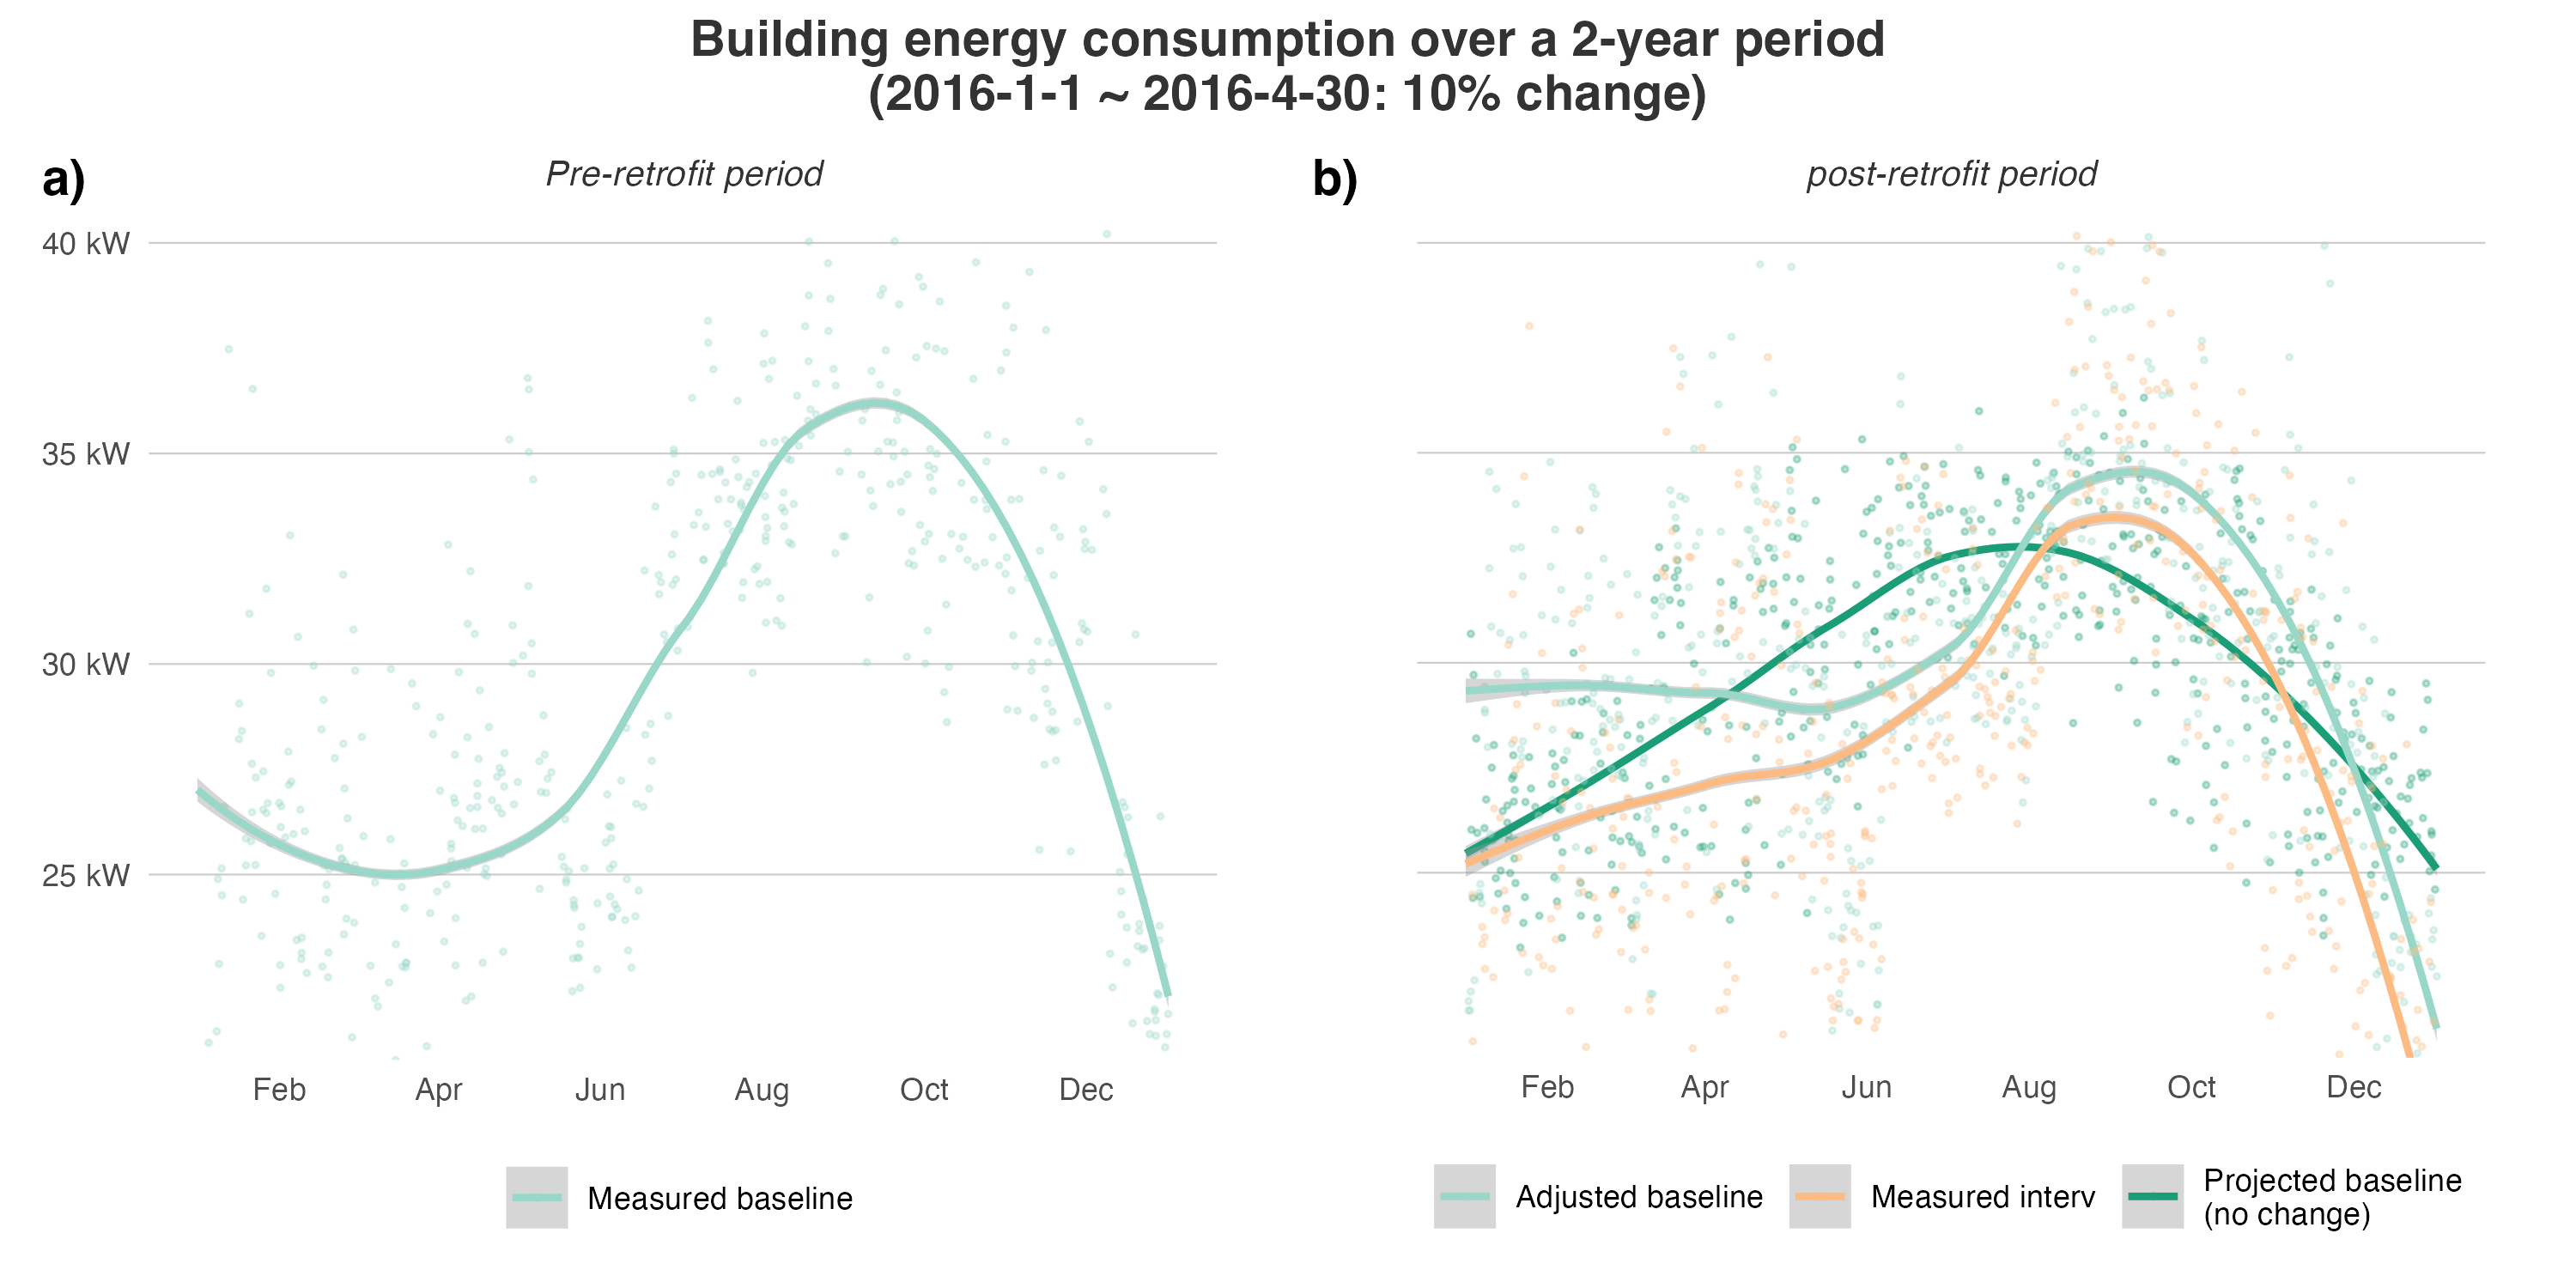 Building energy consumption over a 2-year period
(2016-1-1 ~ 2016-4-30: 10% change)
a)
Pre-retrofit period
40 kW
35 kW
30 kW
25 kW
Feb Apr Jun Aug Oct Dec
Measured baseline
b)
post-retrofit period
Feb Apr Jun Aug Oct Dec
Adjusted baseline
Measured interv
Projected baseline
(no change)